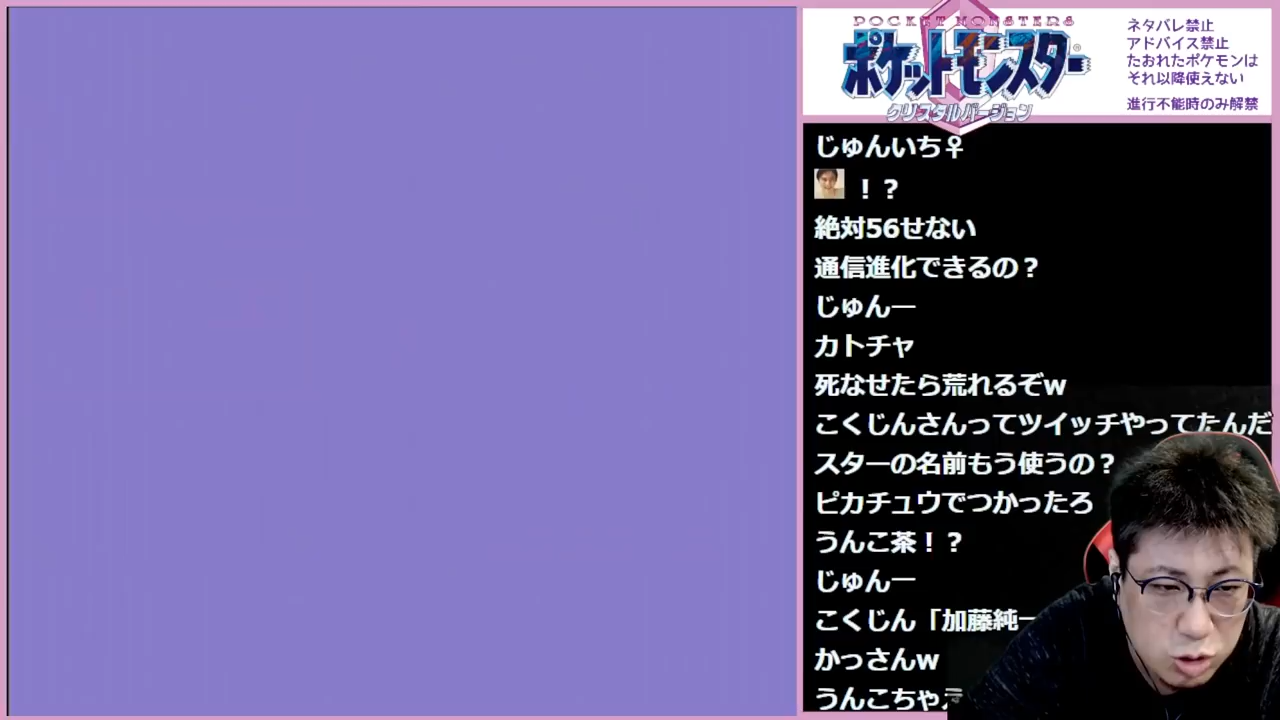 POCKET MONSTERS
ポケットモンスター
クリスタルバージョン
ネタバレ禁止
アドバイス禁止
たおれたポケモンは
それ以降使えない
進行不能時のみ解禁
じゅんいち♀
！？
絶対56せない
通信進化できるの？
じゅんー
カトチャ
死なせたら荒れるぞw
こくじんさんってツイッチやってたんだ
スターの名前もう使うの？
ピカチュウでつかったろ
うんこ茶！？
じゅんー
こくじん「加藤純一
かっさんw
うんこちゃ